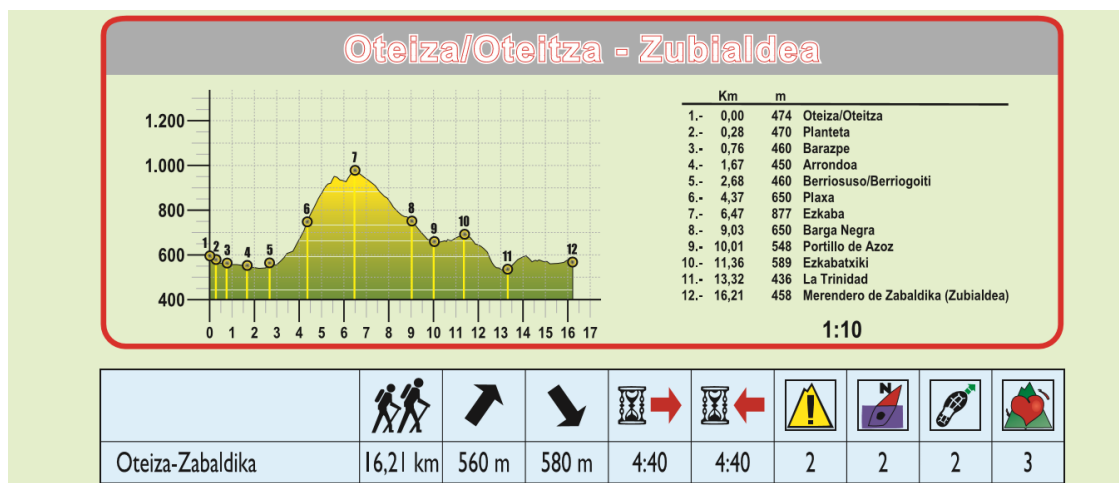 Oteiza/Oteitza - Zubialdea
Km m
1.- 0,00 474 Oteiza/Oteitza
2.- 0,28 470 Planteta
3.- 0,76 460 Barazpe
4.- 1,67 450 Arrondoa
5.- 2,68 460 Berriosuso/Berriogoiti
6.- 4,37 650 Plaxa
7.- 6,47 877 Ezkaba
8.- 9,03 650 Barga Negra
9.- 10,01 548 Portillo de Azoz
10.- 11,36 589 Ezkabatxiki
11.- 13,32 436 La Trinidad
12.- 16,21 458 Merendero de Zabaldika (Zubialdea)
1:10
1.200
1.000
800
600
400
1 2 3 4 5 6 7 8 9 10 11 12
0 1 2 3 4 5 6 7 8 9 10 11 12 13 14 15 16 17
N
Oteiza-Zabaldika 16,21 km 560 m 580 m 4:40 4:40 2 2 2 3